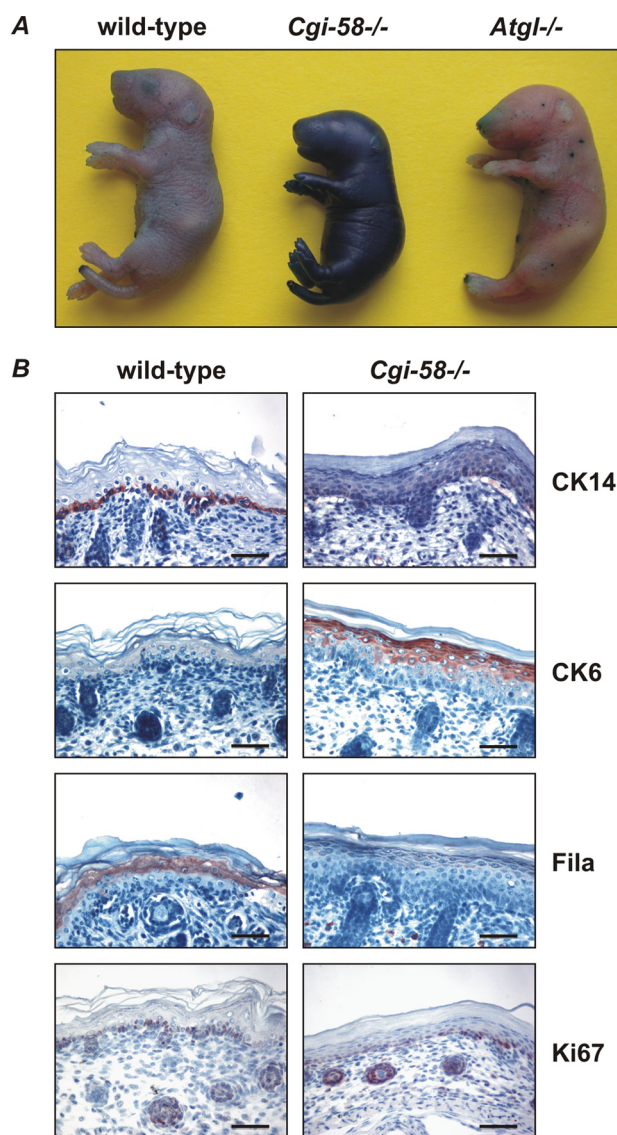 A wild-type Cgi-58-/- Atgl-/-
B wild-type Cgi-58-/-
CK14
CK6
Fila
Ki67